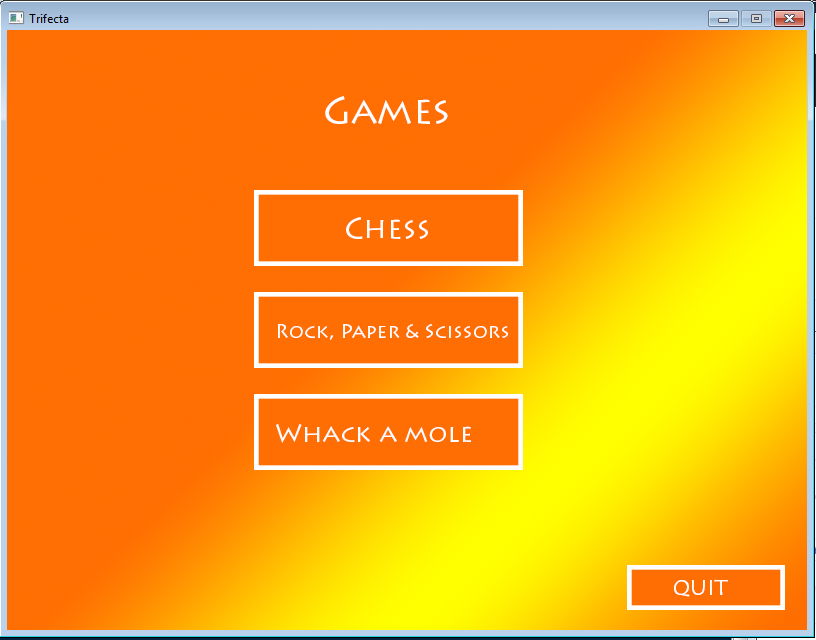 Trifecta
Games
Chess
Rock, Paper & Scissors
Whack a mole
QUIT